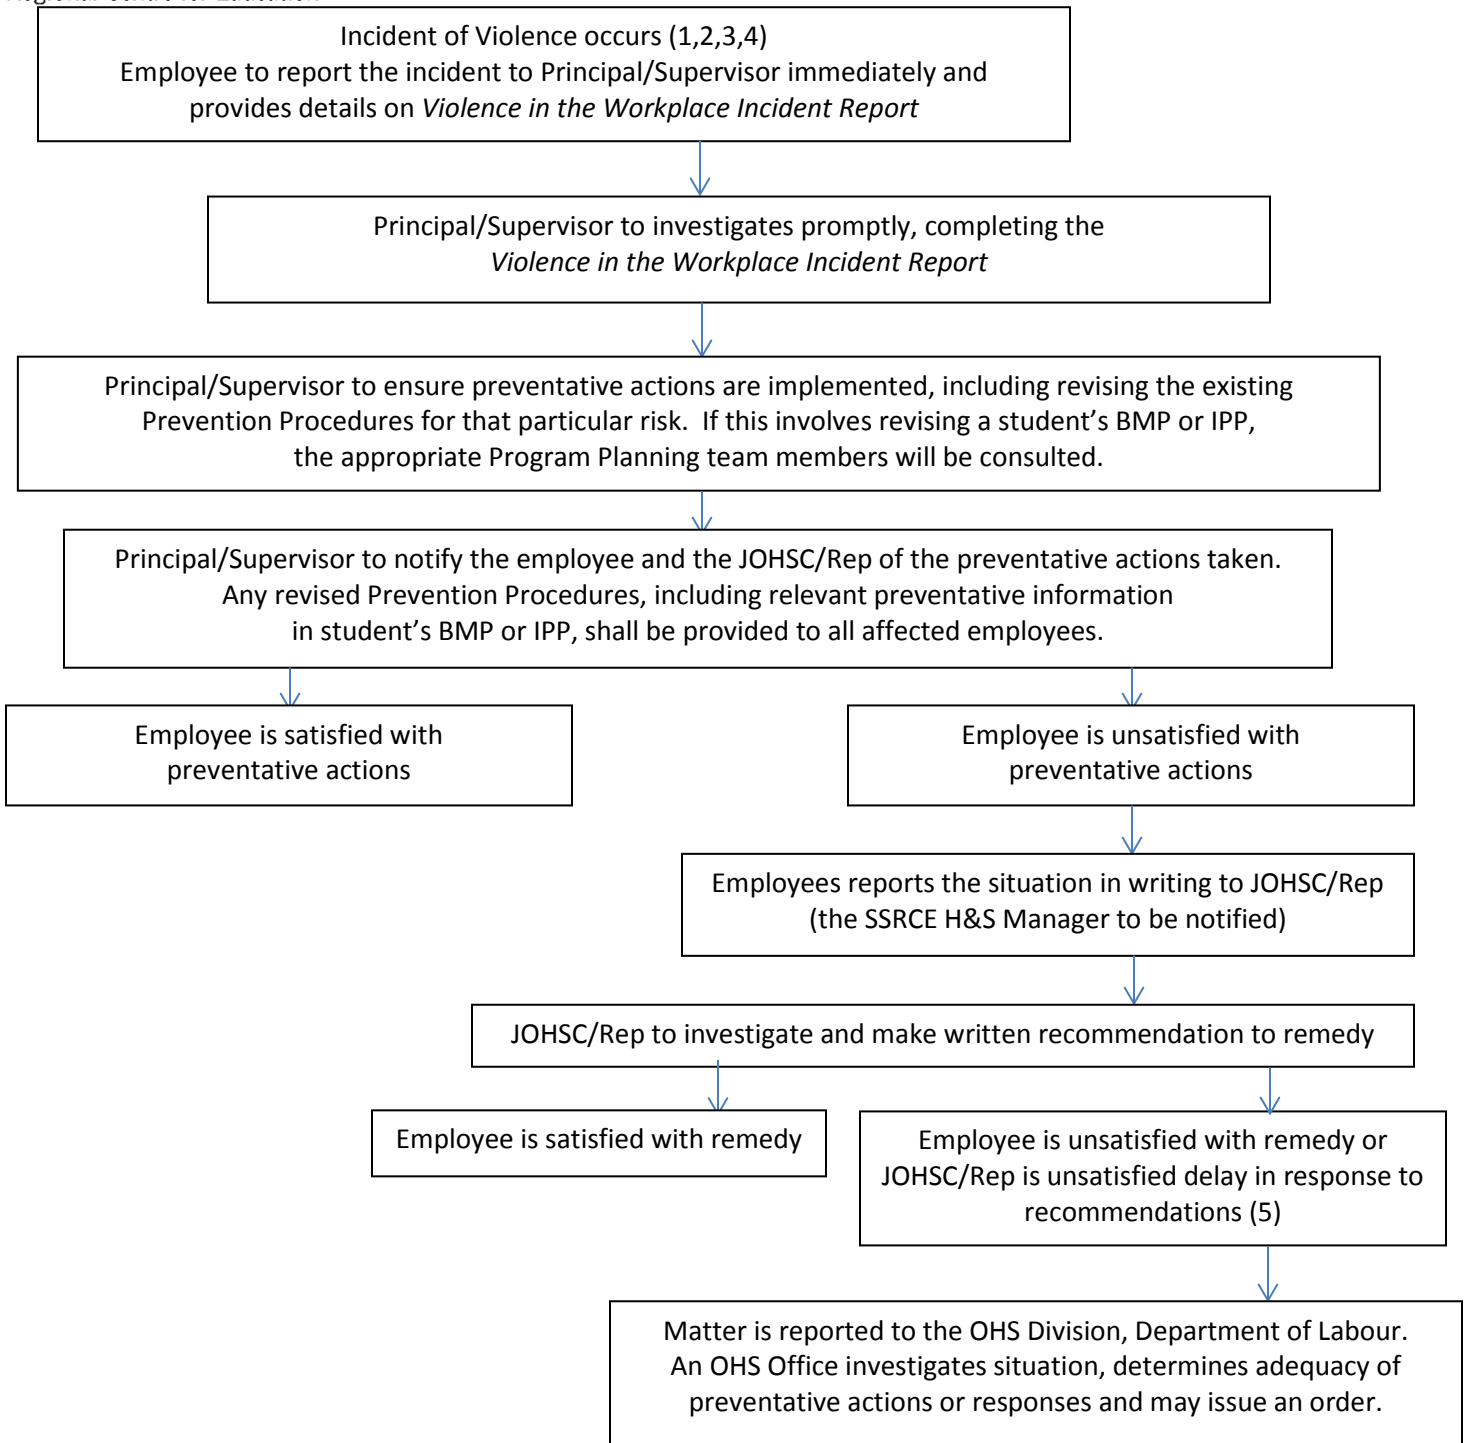 Regional Centre for Education
Incident of Violence occurs (1,2,3,4)
Employee to report the incident to Principal/Supervisor immediately and
provides details on Violence in the Workplace Incident Report
Principal/Supervisor to investigates promptly, completing the
Violence in the Workplace Incident Report
Principal/Supervisor to ensure preventative actions are implemented, including revising the existing
Prevention Procedures for that particular risk.  If this involves revising a student’s BMP or IPP,
the appropriate Program Planning team members will be consulted.
Principal/Supervisor to notify the employee and the JOHSC/Rep of the preventative actions taken.
Any revised Prevention Procedures, including relevant preventative information
in student’s BMP or IPP, shall be provided to all affected employees.
Employee is satisfied with
preventative actions
Employee is unsatisfied with
preventative actions
Employees reports the situation in writing to JOHSC/Rep
(the SSRCE H&S Manager to be notified)
JOHSC/Rep to investigate and make written recommendation to remedy
Employee is satisfied with remedy
Employee is unsatisfied with remedy or
JOHSC/Rep is unsatisfied delay in response to
recommendations (5)
Matter is reported to the OHS Division, Department of Labour.
An OHS Office investigates situation, determines adequacy of
preventative actions or responses and may issue an order.